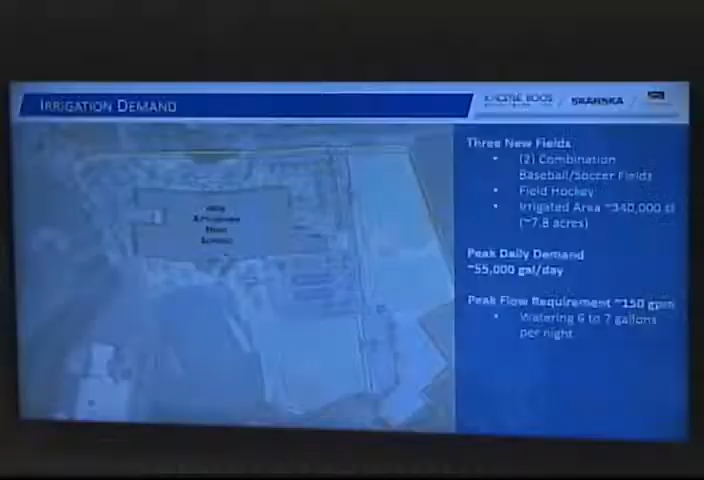 IRRIGATION DEMAND
SKANSKA
Three New Fields
• (2) Combination
Baseball/Soccer Fields
• Field Hockey
• Irrigated Area ~340,000 sf
(~7.8 acres)
Peak Daily Demand
~55,000 gal/day
Peak Flow Requirement ~150 gpm
• Watering 6 to 7 gallons
per night